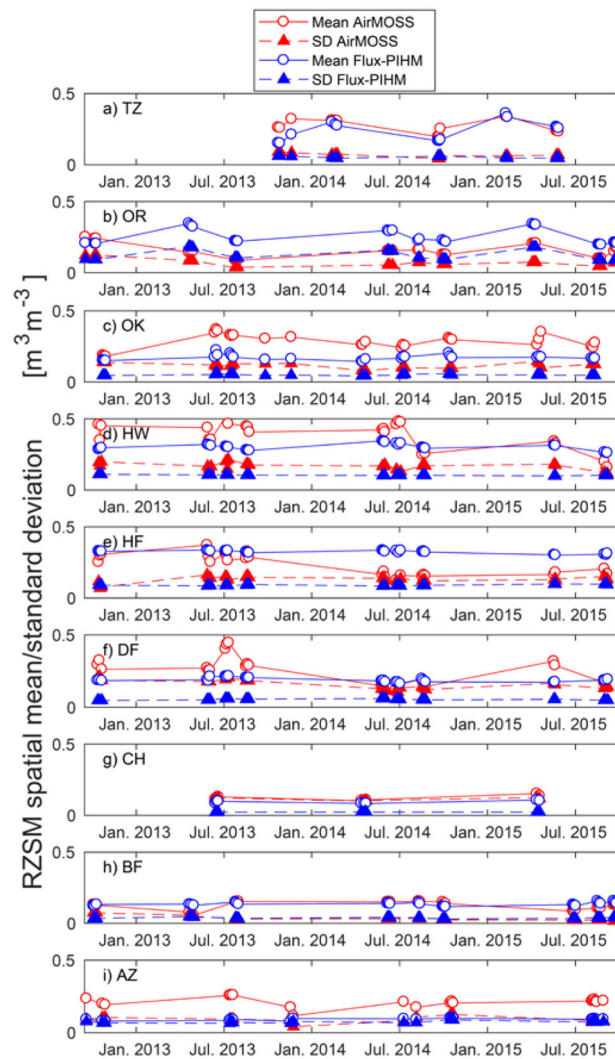 Mean AirMOSS
SD AirMOSS
Mean Flux-PIHM
SD Flux-PIHM
RZSM spatial mean/standard deviation [m³m⁻³]
0.5
a) TZ
0
Jan. 2013 Jul. 2013 Jan. 2014 Jul. 2014 Jan. 2015 Jul. 2015
0.5
b) OR
0
Jan. 2013 Jul. 2013 Jan. 2014 Jul. 2014 Jan. 2015 Jul. 2015
0.5
c) OK
0
Jan. 2013 Jul. 2013 Jan. 2014 Jul. 2014 Jan. 2015 Jul. 2015
0.5
d) HW
0
Jan. 2013 Jul. 2013 Jan. 2014 Jul. 2014 Jan. 2015 Jul. 2015
0.5
e) HF
0
Jan. 2013 Jul. 2013 Jan. 2014 Jul. 2014 Jan. 2015 Jul. 2015
0.5
f) DF
0
Jan. 2013 Jul. 2013 Jan. 2014 Jul. 2014 Jan. 2015 Jul. 2015
0.5
g) CH
0
Jan. 2013 Jul. 2013 Jan. 2014 Jul. 2014 Jan. 2015 Jul. 2015
0.5
h) BF
0
Jan. 2013 Jul. 2013 Jan. 2014 Jul. 2014 Jan. 2015 Jul. 2015
0.5
i) AZ
0
Jan. 2013 Jul. 2013 Jan. 2014 Jul. 2014 Jan. 2015 Jul. 2015